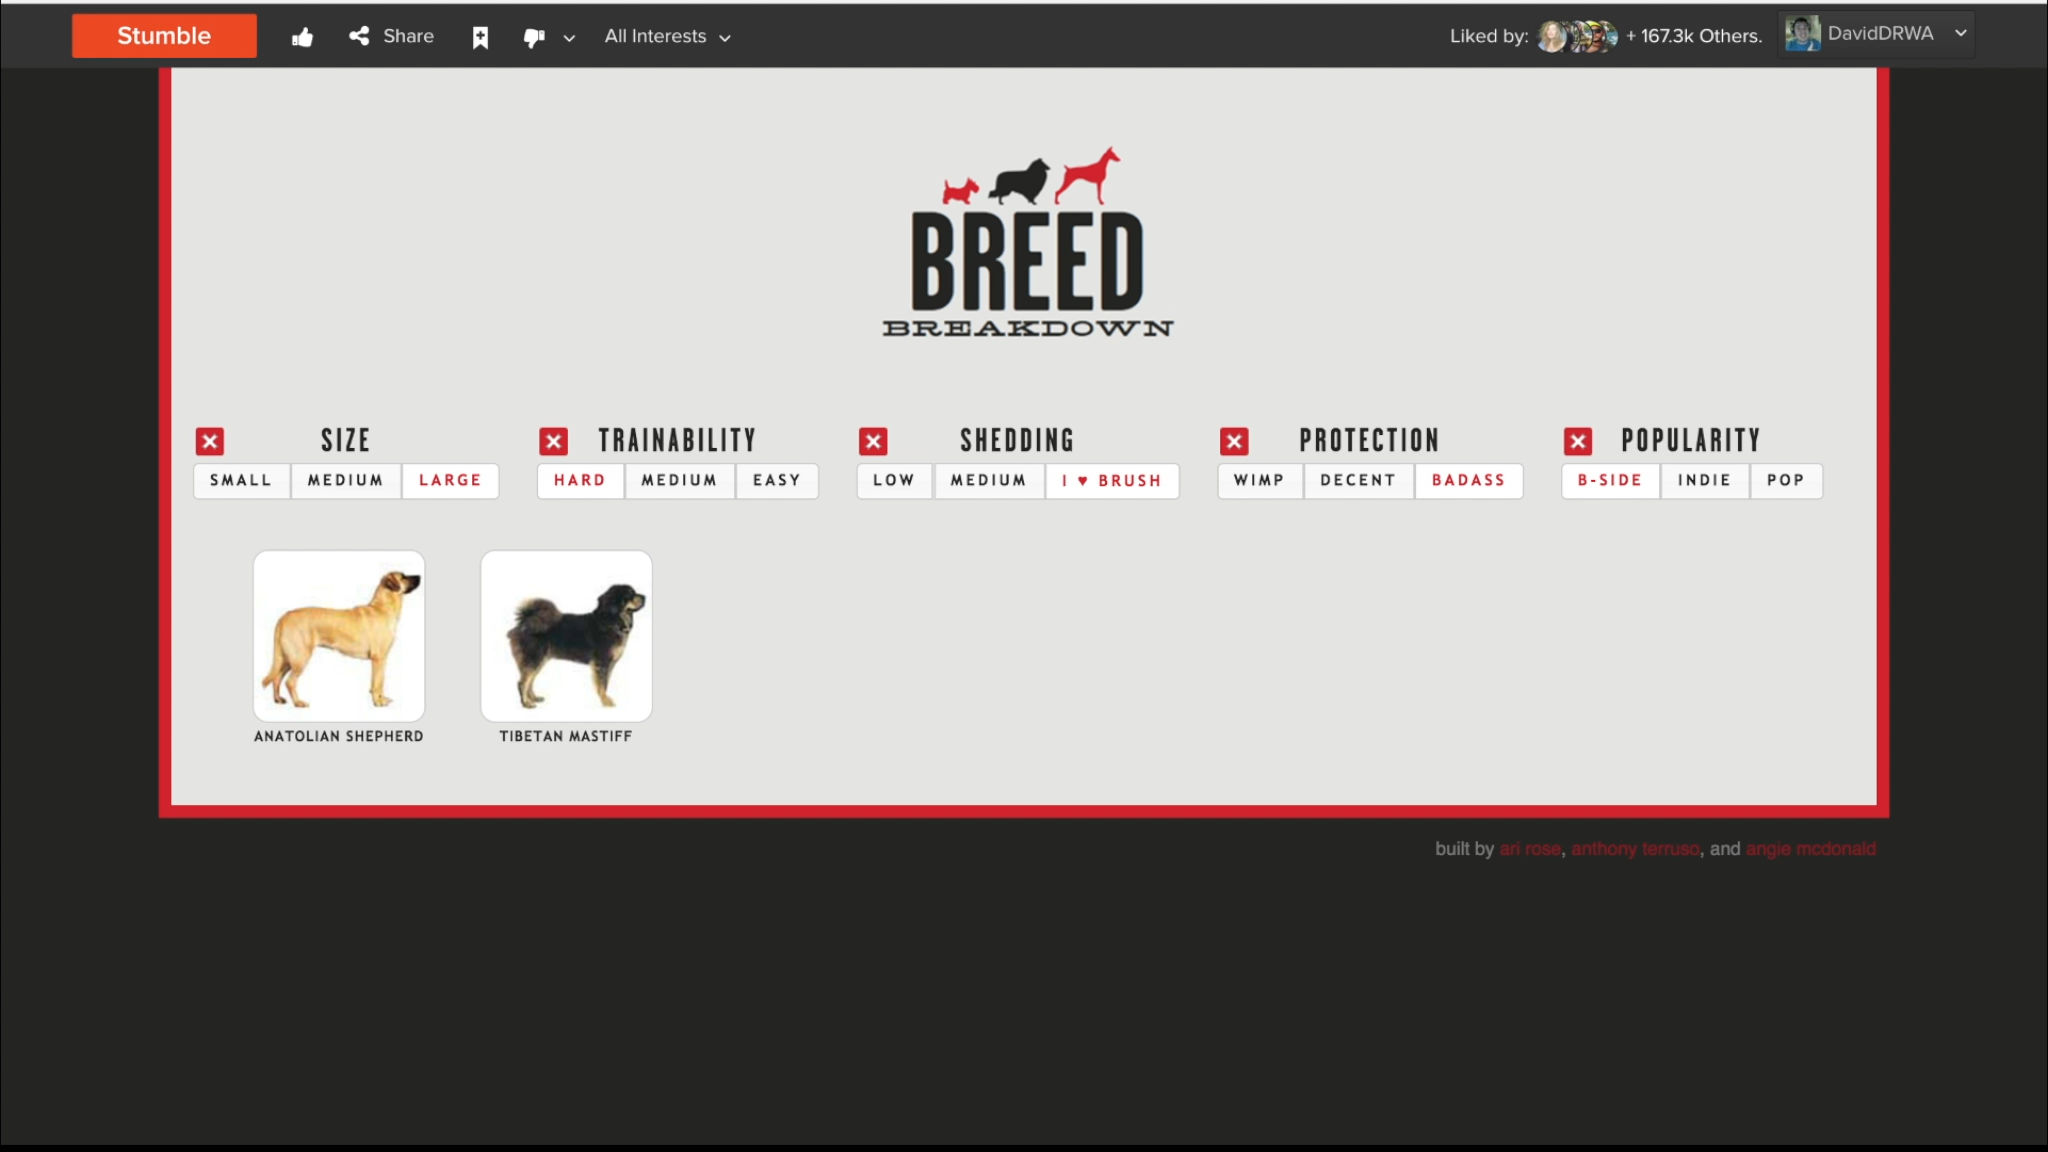 Stumble Share All Interests Liked by: + 167.3k Others. DavidDRWA
BREED
BREAKDOWN
SIZE TRAINABILITY SHEDDING PROTECTION POPULARITY
SMALL MEDIUM LARGE HARD MEDIUM EASY LOW MEDIUM I ♥ BRUSH WIMP DECENT BADASS B-SIDE INDIE POP
ANATOLIAN SHEPHERD TIBETAN MASTIFF
built by ari rose, anthony terruso, and angie mcdonald